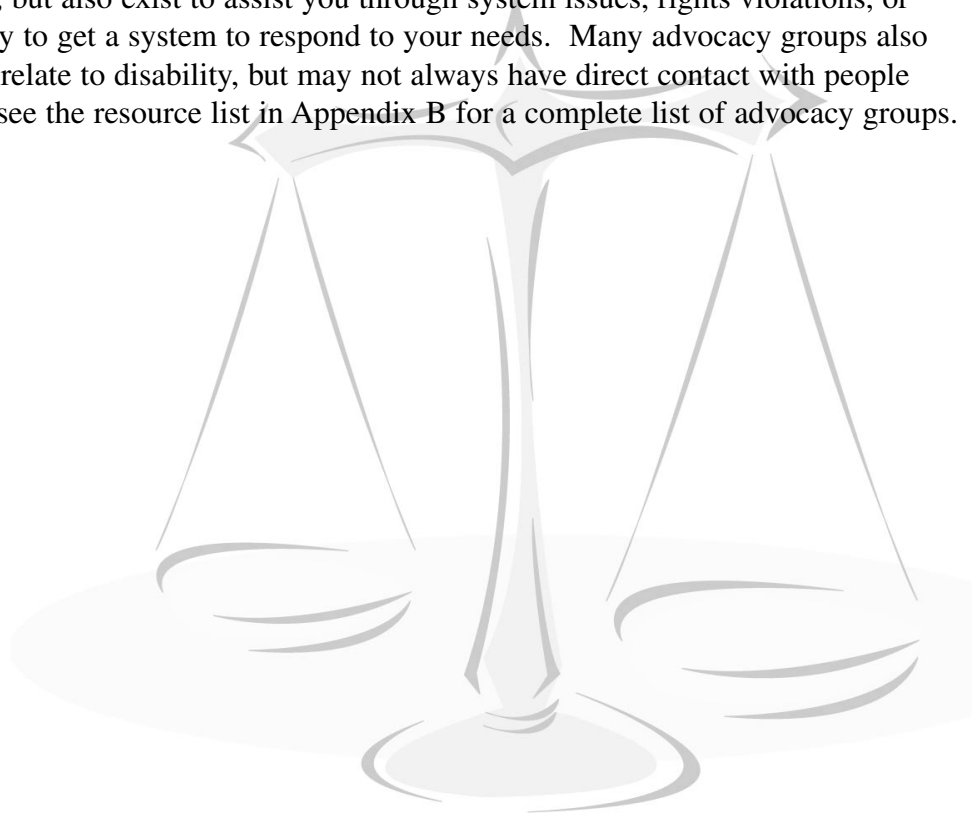 , but also exist to assist you through system issues, rights violations, or
y to get a system to respond to your needs.  Many advocacy groups also
relate to disability, but may not always have direct contact with people
see the resource list in Appendix B for a complete list of advocacy groups.